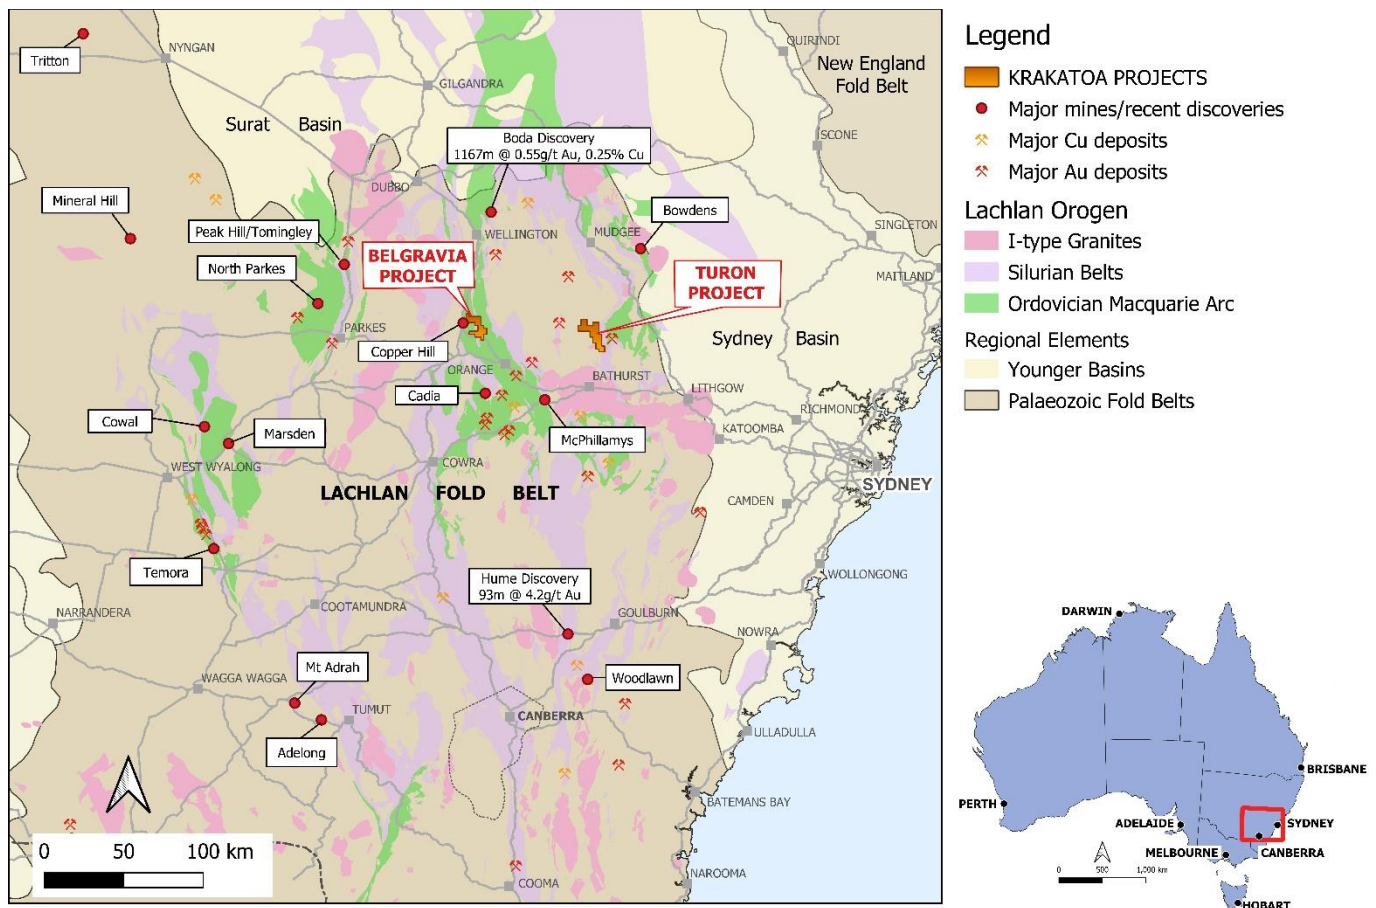 Tritton
NYNGAN
QUIRINDI
New England
Fold Belt
GILGANDRA
Surat Basin
SCONE
Boda Discovery
1167m @ 0.55g/t Au, 0.25% Cu
DUBBO
Mineral Hill
Bowdens
SINGLETON
Peak Hill/Tomingley
WELLINGTON
MUDGEE
BELGRAVIA
PROJECT
North Parkes
TURON
PROJECT
MAITLAND
PARKES
Copper Hill
Sydney Basin
ORANGE
BATHURST
LITHGOW
Cadia
RICHMOND
Cowal
Marsden
McPhillamys
KATOOMBA
WEST WYALONG
COWRA
SYDNEY
LACHLAN FOLD BELT
CAMDEN
Temora
Hume Discovery
93m @ 4.2g/t Au
WOLLONGONG
NARRANDERA
COOTAMUNDRA
GOULBURN
NOWRA
Mt Adrah
WAGGA WAGGA
Woodlawn
TUMUT
CANBERRA
Adelong
ULLADULLA
BATEMANS BAY
0 50 100 km
COOMA
NAROOMA
Legend
KRAKATOA PROJECTS
Major mines/recent discoveries
Major Cu deposits
Major Au deposits
Lachlan Orogen
I-type Granites
Silurian Belts
Ordovician Macquarie Arc
Regional Elements
Younger Basins
Palaeozoic Fold Belts
DARWIN
BRISBANE
PERTH
ADELAIDE
SYDNEY
MELBOURNE
CANBERRA
0 500 1,000 km
HOBART